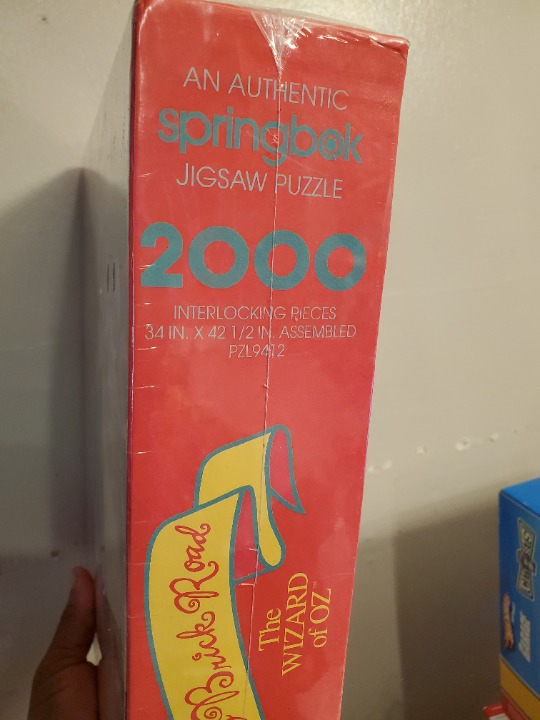 AN AUTHENTIC
springbok
JIGSAW PUZZLE
2000
INTERLOCKING PIECES
34 IN. X 42 1/2 IN. ASSEMBLED
PZL9412
Brick Road
The
WIZARD
of OZ™